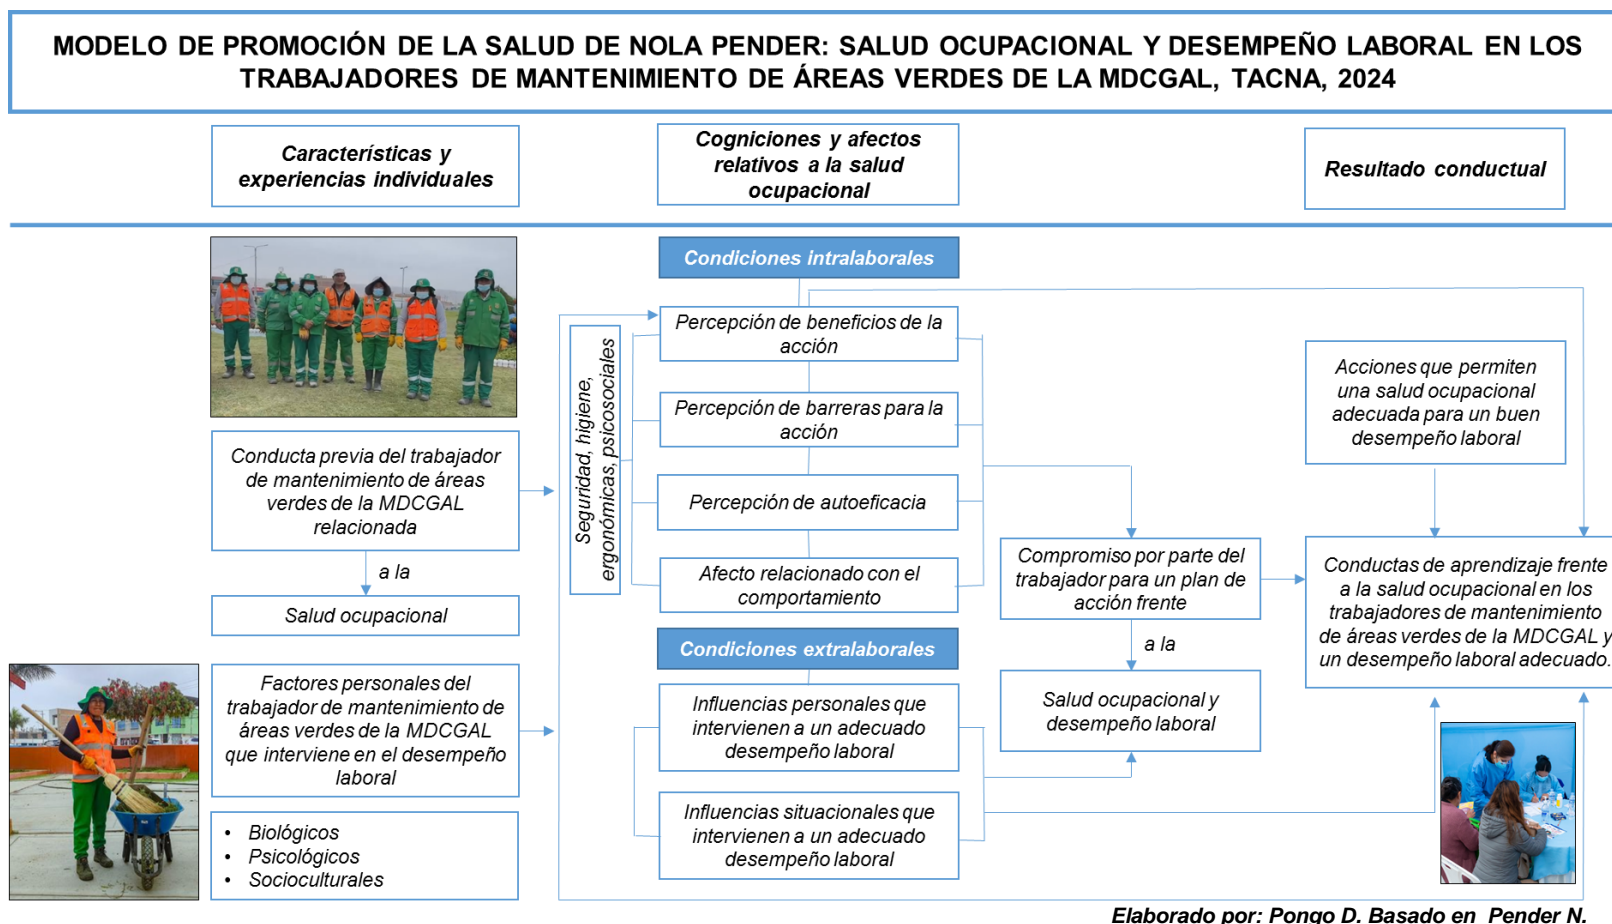 MODELO DE PROMOCIÓN DE LA SALUD DE NOLA PENDER: SALUD OCUPACIONAL Y DESEMPEÑO LABORAL EN LOS
TRABAJADORES DE MANTENIMIENTO DE ÁREAS VERDES DE LA MDCGAL, TACNA, 2024
Características y
experiencias individuales
Cogniciones y afectos
relativos a la salud
ocupacional
Resultado conductual
Conducta previa del trabajador
de mantenimiento de áreas
verdes de la MDCGAL
relacionada
a la
Salud ocupacional
Factores personales del
trabajador de mantenimiento de
áreas verdes de la MDCGAL
que interviene en el desempeño
laboral
• Biológicos
• Psicológicos
• Socioculturales
Seguridad, higiene,
ergonómicas, psicosociales
Condiciones intralaborales
Percepción de beneficios de la
acción
Percepción de barreras para la
acción
Percepción de autoeficacia
Afecto relacionado con el
comportamiento
Condiciones extralaborales
Influencias personales que
intervienen a un adecuado
desempeño laboral
Influencias situacionales que
intervienen a un adecuado
desempeño laboral
Compromiso por parte del
trabajador para un plan de
acción frente
a la
Salud ocupacional y
desempeño laboral
Acciones que permiten
una salud ocupacional
adecuada para un buen
desempeño laboral
Conductas de aprendizaje frente
a la salud ocupacional en los
trabajadores de mantenimiento
de áreas verdes de la MDCGAL y
un desempeño laboral adecuado.
Elaborado por: Pongo D. Basado en Pender N.